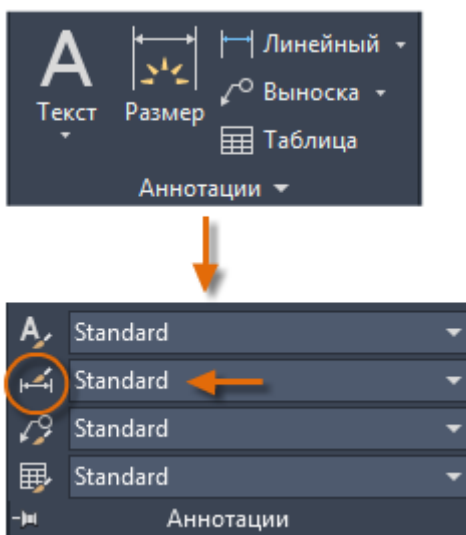 Линейный
Выноска
Текст Размер
Таблица
Аннотации
Standard
Standard
Standard
Standard
Аннотации